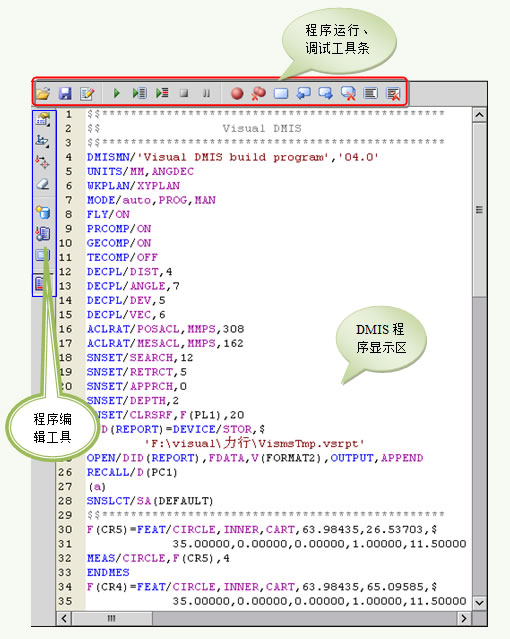 程序运行、
调试工具条
1 $$*************************************************
2 $$ Visual DMIS
3 $$*************************************************
4 DMISMN/'Visual DMIS build program','04.0'
5 UNITS/MM,ANGDEC
6 WKPLAN/XYPLAN
7 MODE/auto,PROG,MAN
8 FLY/ON
9 PRCOMP/ON
10 GECOMP/ON
11 TECOMP/OFF
12 DECPL/DIST,4
13 DECPL/ANGLE,7
14 DECPL/DEV,5
15 DECPL/VEC,6
16 ACLRAT/POSACL,MMPS,308
17 ACLRAT/MESACL,MMPS,162
18 SNSET/SEARCH,12
19 SNSET/RETRCT,5
20 SNSET/APPRCH,0
SNSET/DEPTH,2
SNSET/CLRSRF,F(PL1),20
D(REPORT)=DEVICE/STOR,$
'F:\visual\力行\VismsTmp.vsrpt'
OPEN/DID(REPORT),FDATA,V(FORMAT2),OUTPUT,APPEND
26 RECALL/D(PC1)
27 (a)
28 SNSLCT/SA(DEFAULT)
29 $$*************************************************
30 F(CR5)=FEAT/CIRCLE,INNER,CART,63.98435,26.53703,$
31 35.00000,0.00000,0.00000,1.00000,11.50000
32 MEAS/CIRCLE,F(CR5),4
33 ENDMES
34 F(CR4)=FEAT/CIRCLE,INNER,CART,63.98435,65.09585,$
35 35.00000,0.00000,0.00000,1.00000,11.50000
DMIS 程
序显示区
程序编
辑工具